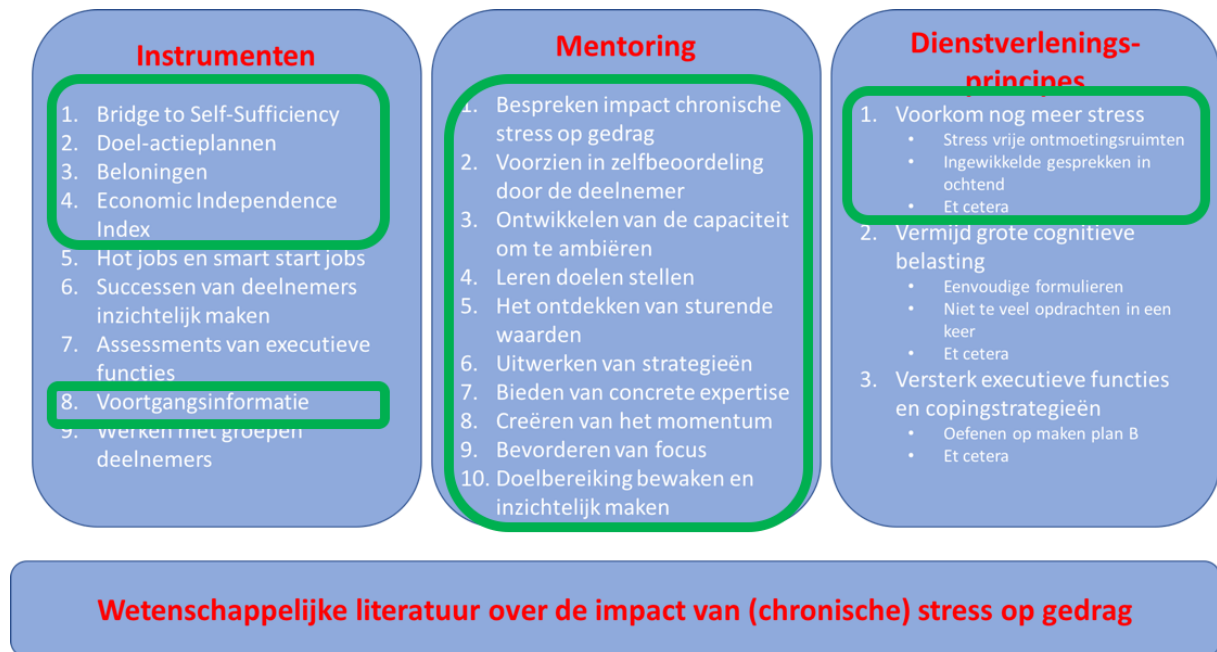 Instrumenten
1. Bridge to Self-Sufficiency
2. Doel-actieplannen
3. Beloningen
4. Economic Independence
Index
5. Hot jobs en smart start jobs
6. Successen van deelnemers
inzichtelijk maken
7. Assessments van executieve
functies
8. Voortgangsinformatie
9. Werken met groepen
deelnemers
Mentoring
1. Bespreken impact chronische
stress op gedrag
2. Voorzien in zelfbeoordeling
door de deelnemer
3. Ontwikkelen van de capaciteit
om te ambiëren
4. Leren doelen stellen
5. Het ontdekken van sturende
waarden
6. Uitwerken van strategieën
7. Bieden van concrete expertise
8. Creëren van het momentum
9. Bevorderen van focus
10. Doelbereiking bewaken en
inzichtelijk maken
Dienstverlenings-
principes
1. Voorkom nog meer stress
• Stress vrije ontmoetingsruimten
• Ingewikkelde gesprekken in
ochtend
• Et cetera
2. Vermijd grote cognitieve
belasting
• Eenvoudige formulieren
• Niet te veel opdrachten in een
keer
• Et cetera
3. Versterk executieve functies
en copingstrategieën
• Oefenen op maken plan B
• Et cetera
Wetenschappelijke literatuur over de impact van (chronische) stress op gedrag